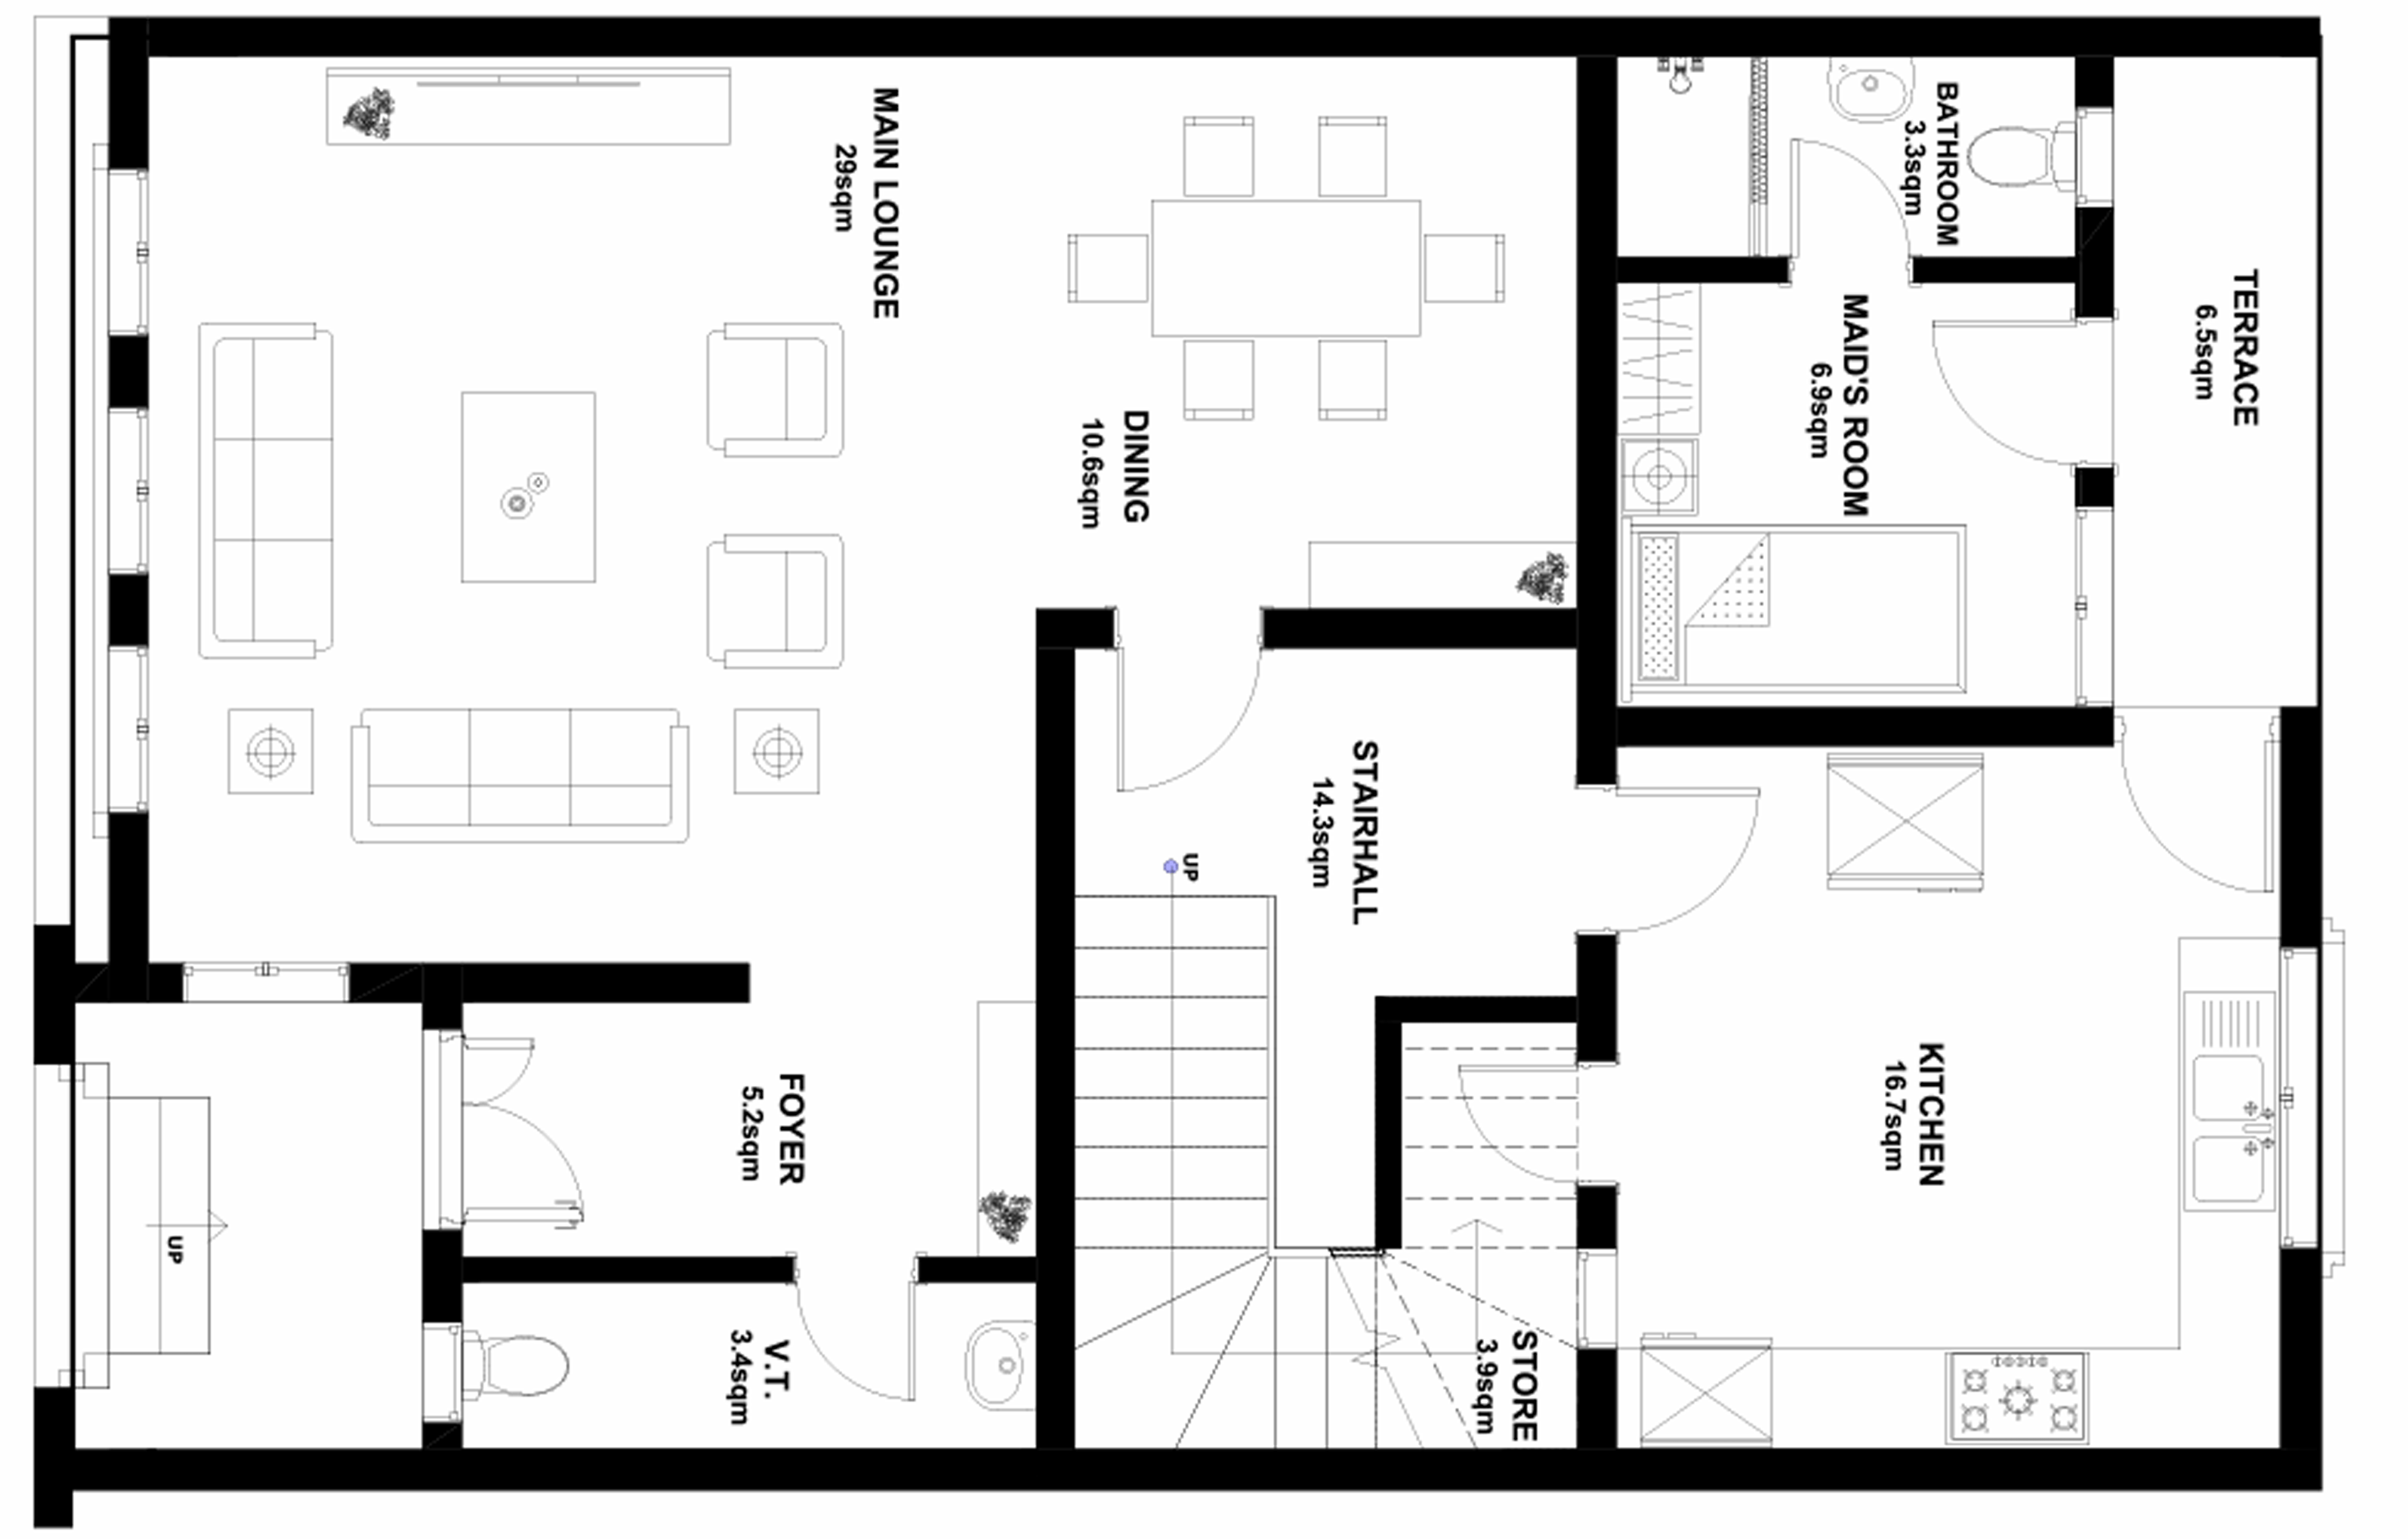 MAIN LOUNGE
29sqm
DINING
10.6sqm
BATHROOM
3.3sqm
MAID'S ROOM
6.9sqm
TERRACE
6.5sqm
STAIRHALL
14.3sqm
UP
KITCHEN
16.7sqm
FOYER
5.2sqm
UP
V.T.
3.4sqm
STORE
3.9sqm